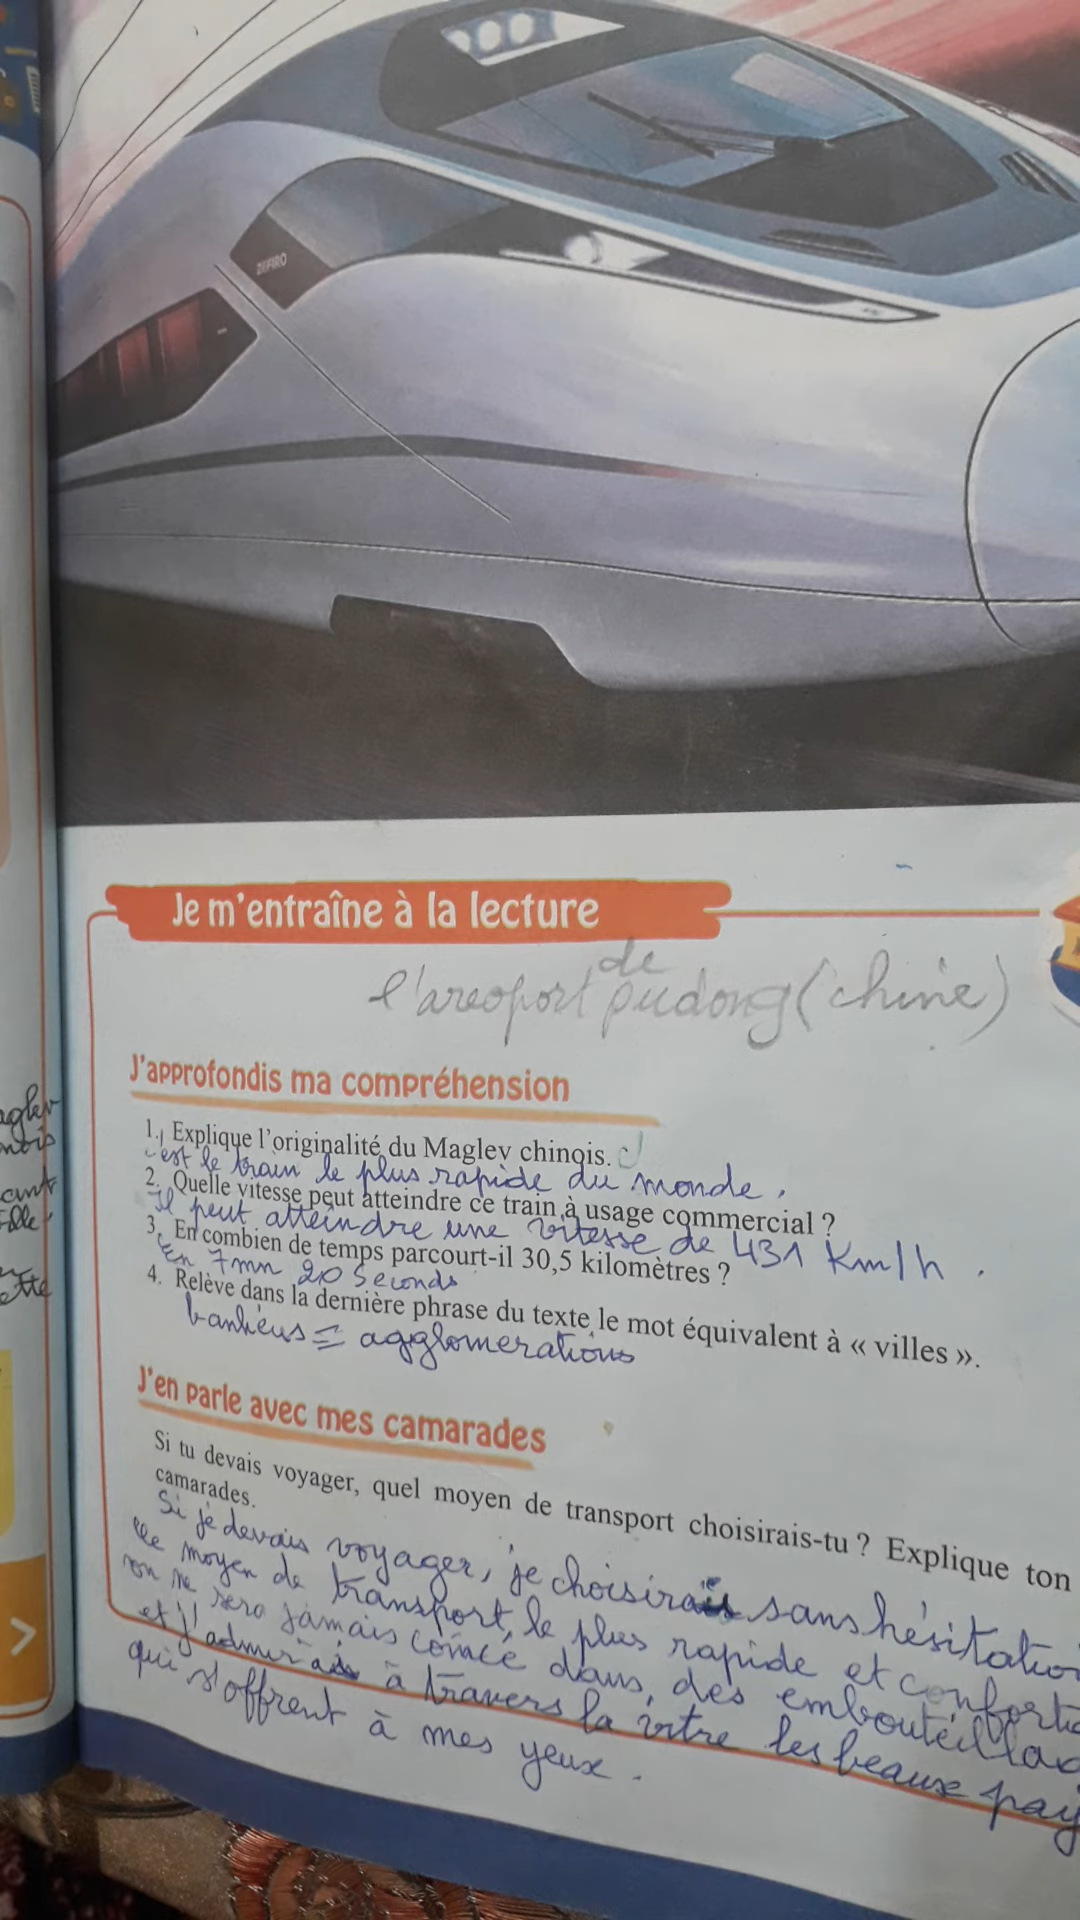 ZEFIRO
Je m'entraîne à la lecture
de
l'areoport pudong (chine)
J'approfondis ma compréhension
1. Explique l'originalité du Maglev chinois.
c'est le train le plus rapide du monde.
2. Quelle vitesse peut atteindre ce train à usage commercial ?
Il peut atteindre une vitesse de 431 Km/h.
3. En combien de temps parcourt-il 30,5 kilomètres ?
En 7mn 20 Seconds
4. Relève dans la dernière phrase du texte le mot équivalent à « villes ».
= agglomerations
J'en parle avec mes camarades
Si tu devais voyager, quel moyen de transport choisirais-tu ? Explique ton
camarades.
Si je devais voyager, je choisirais sans hésitation
le moyen de transport, le plus rapide et conforta
on ne sera jamais coincé dans, des embouteillag
et j'admirais à travers la vitre les beaux pay
qui s'offrent à mes yeux.
aglev
nois